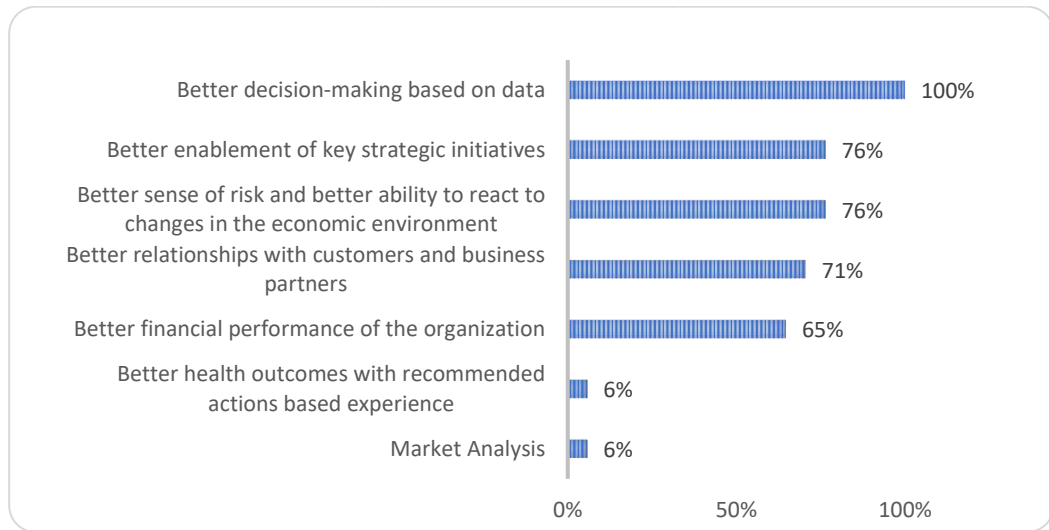 Better decision-making based on data
100%
Better enablement of key strategic initiatives
76%
Better sense of risk and better ability to react to
changes in the economic environment
76%
Better relationships with customers and business
partners
71%
Better financial performance of the organization
65%
Better health outcomes with recommended
actions based experience
6%
Market Analysis
6%
0% 50% 100%